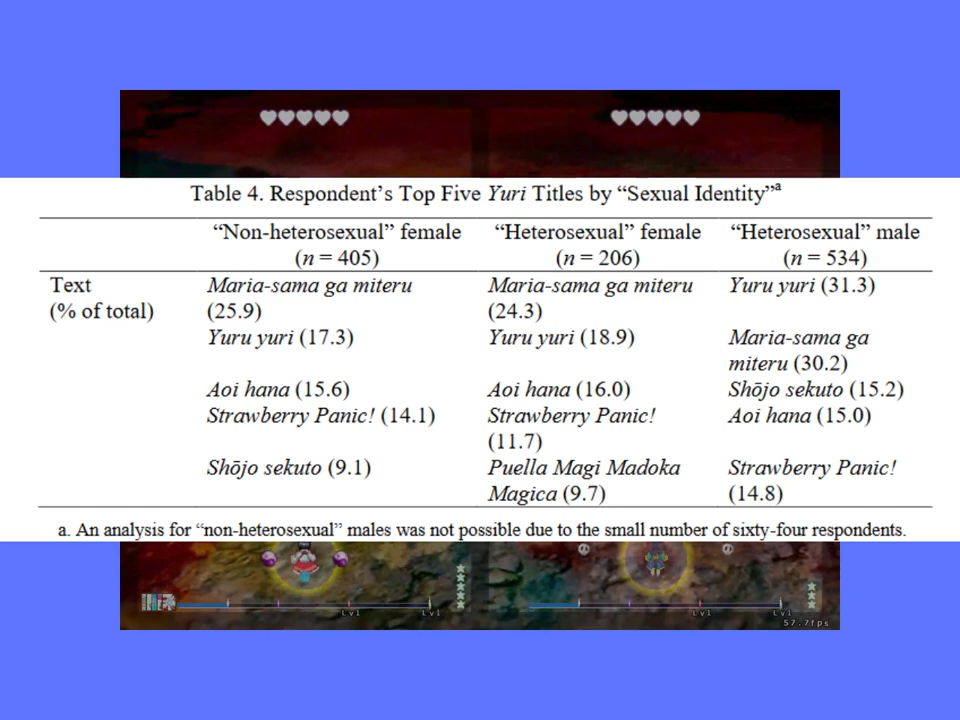 Table 4. Respondent's Top Five Yuri Titles by “Sexual Identity”a
“Non-heterosexual” female “Heterosexual” female “Heterosexual” male
(n = 405) (n = 206) (n = 534)
Text Maria-sama ga miteru Maria-sama ga miteru Yuru yuri (31.3)
(% of total) (25.9) (24.3)
Yuru yuri (17.3) Yuru yuri (18.9) Maria-sama ga
miteru (30.2)
Aoi hana (15.6) Aoi hana (16.0) Shōjo sekuto (15.2)
Strawberry Panic! (14.1) Strawberry Panic! Aoi hana (15.0)
(11.7)
Shōjo sekuto (9.1) Puella Magi Madoka Strawberry Panic!
Magica (9.7) (14.8)
a. An analysis for “non-heterosexual” males was not possible due to the small number of sixty-four respondents.
Lv1 Lv1 Lv1 Lv1
57.7fps